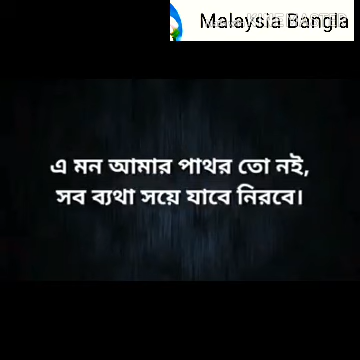 Malaysia Bangla
এ মন আমার পাথর তো নই,
সব ব্যথা সয়ে যাবে নিরবে।